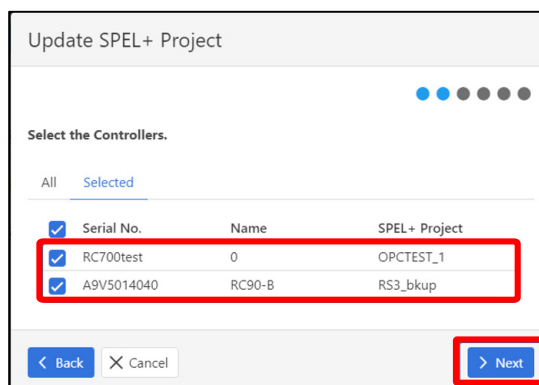 Update SPEL+ Project
Select the Controllers.
All Selected
Serial No. Name SPEL+ Project
RC700test 0 OPCTEST_1
A9V5014040 RC90-B RS3_bkup
Back Cancel Next